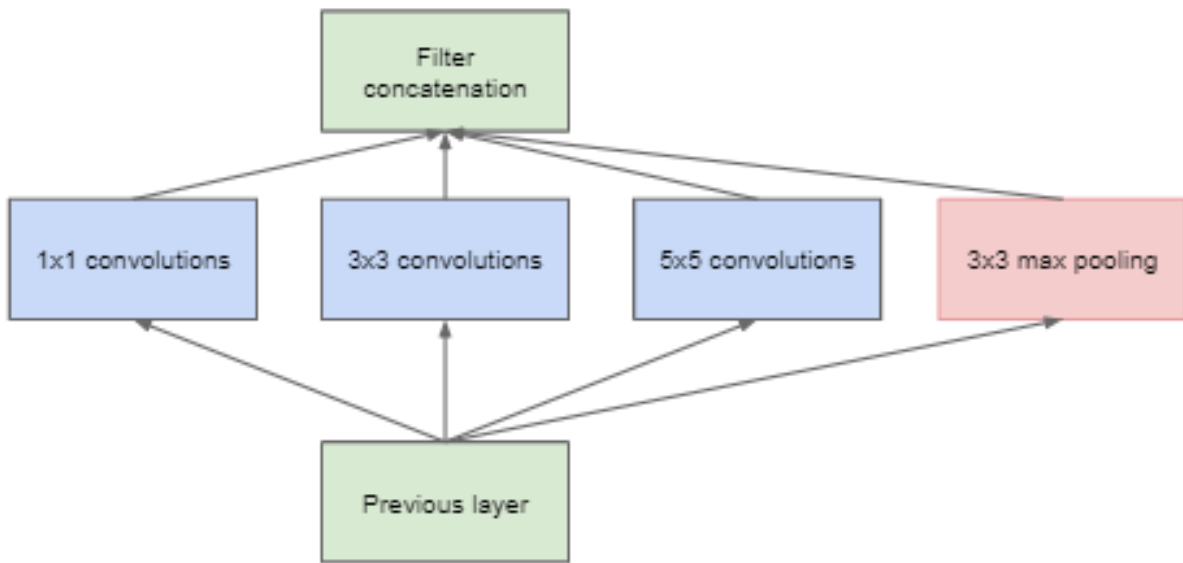 Filter
concatenation
1x1 convolutions
3x3 convolutions
5x5 convolutions
3x3 max pooling
Previous layer